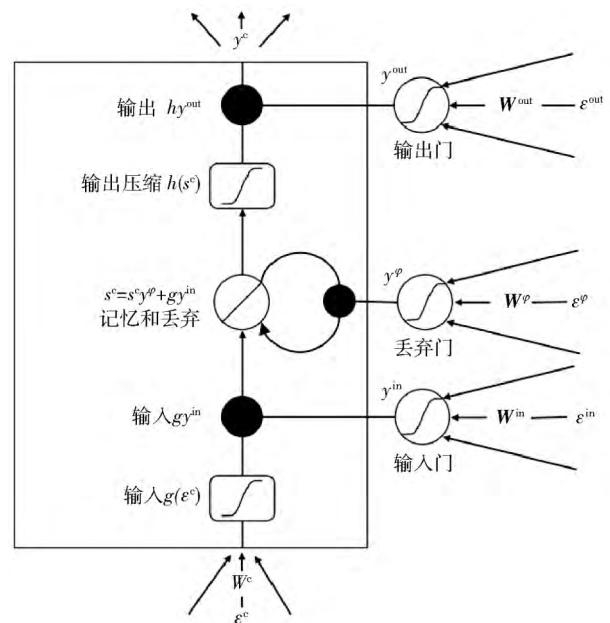 y^c
y^out
输出 hy^out
W^out
ε^out
输出门
输出压缩 h(s^c)
y^φ
s^c=s^cy^φ+gy^in
记忆和丢弃
W^φ
ε^φ
丢弃门
y^in
输入gy^in
W^in
ε^in
输入门
输入g(ε^c)
W^c
ε^c